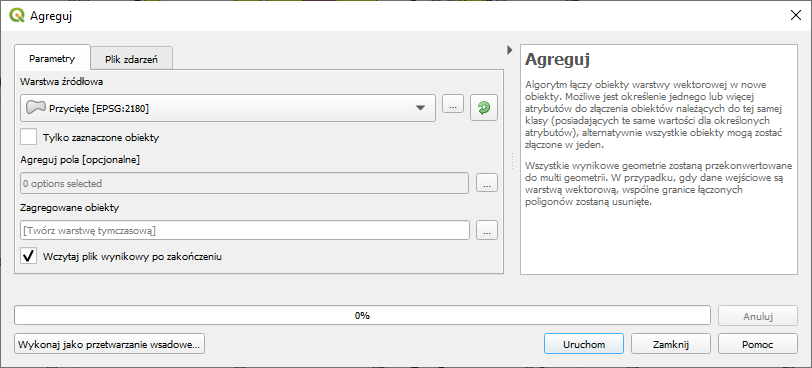 Agreguj
Parametry
Plik zdarzeń
Warstwa źródłowa
Przycięte [EPSG:2180]
...
Tylko zaznaczone obiekty
Agreguj pola [opcjonalne]
0 options selected
...
Zagregowane obiekty
[Twórz warstwę tymczasową]
...
Wczytaj plik wynikowy po zakończeniu
Agreguj
Algorytm łączy obiekty warstwy wektorowej w nowe
obiekty. Możliwe jest określenie jednego lub więcej
atrybutów do złączenia obiektów należących do tej samej
klasy (posiadających te same wartości dla określonych
atrybutów), alternatywnie wszystkie obiekty mogą zostać
złączone w jeden.
Wszystkie wynikowe geometrie zostaną przekonwertowane
do multi geometrii. W przypadku, gdy dane wejściowe są
warstwą wektorową, wspólne granice łączonych
poligonów zostaną usunięte.
0%
Anuluj
Wykonaj jako przetwarzanie wsadowe...
Uruchom
Zamknij
Pomoc